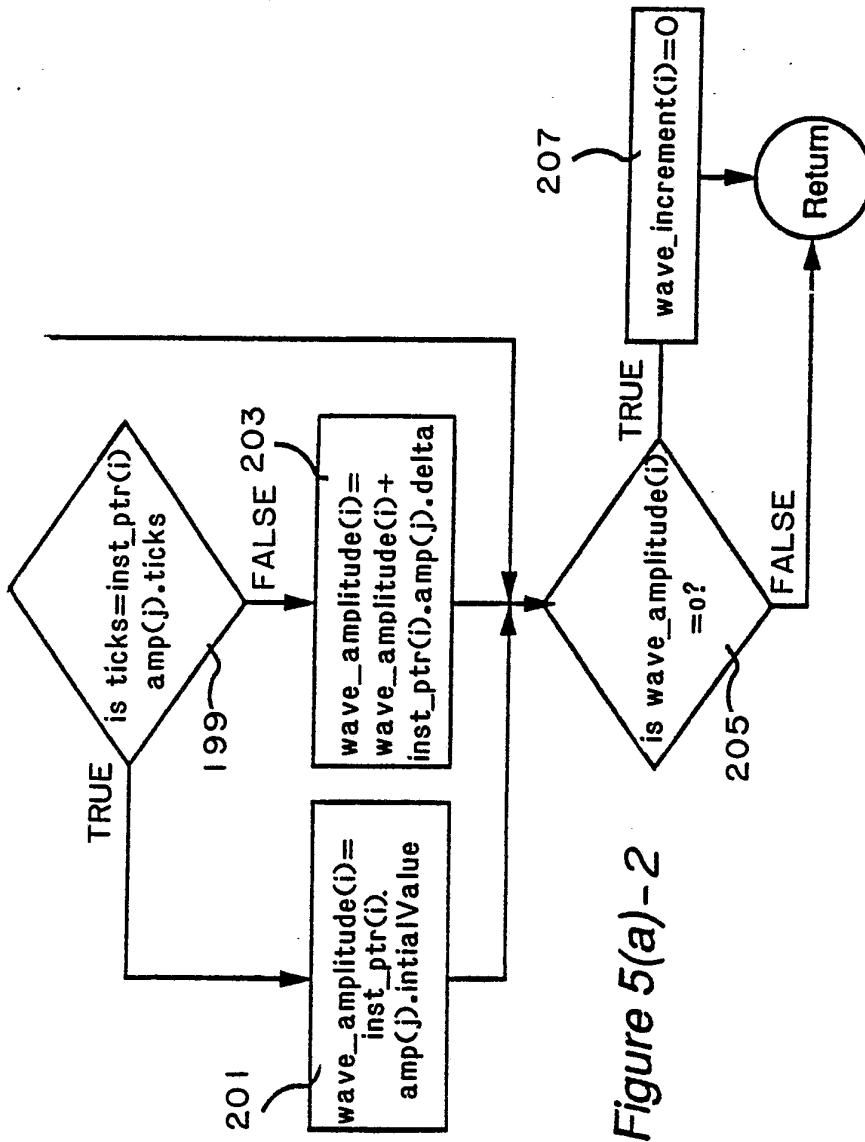 is ticks=inst_ptr(i)
amp(j).ticks
199
TRUE
FALSE
201
wave_amplitude(i)=
inst_ptr(i).
amp(j).intialValue
203
wave_amplitude(i)=
wave_amplitude(i)+
inst_ptr(i).amp(j).delta
is wave_amplitude(i)
=0?
205
TRUE
FALSE
207
wave_increment(i)=0
Return
Figure 5(a)-2